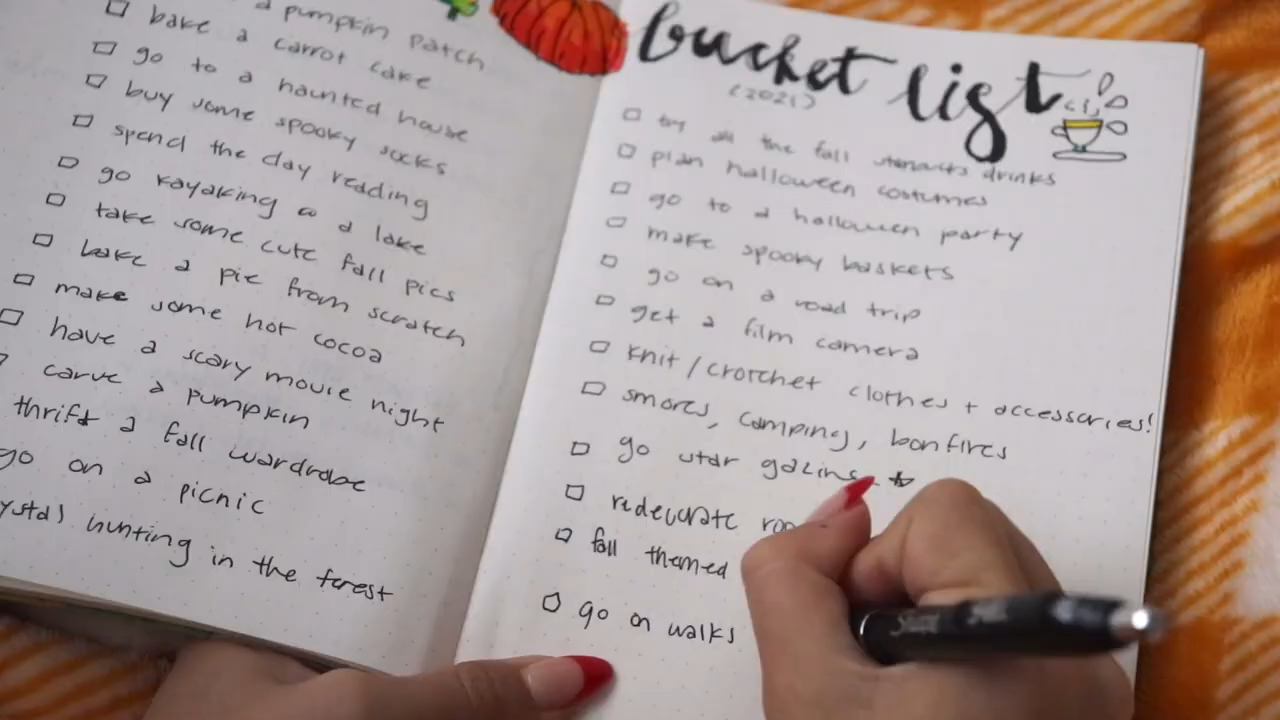 a pumpkin patch
bake a carrot cake
go to a haunted house
buy some spooky socks
spend the day reading
go kayaking @ a lake
take some cute fall pics
bake a pie from scratch
make some hot cocoa
have a scary movie night
carve a pumpkin
thrift a fall wardrobe
go on a picnic
ystal hunting in the forest
bucket list
(2021)
try all the fall drinks
plan halloween costumes
go to a halloween party
make spooky baskets
go on a road trip
get a film camera
knit/crotchet clothes + accessories!
smores, camping, bonfires
go star gazing
redecorate roo
fall themed
go on walks